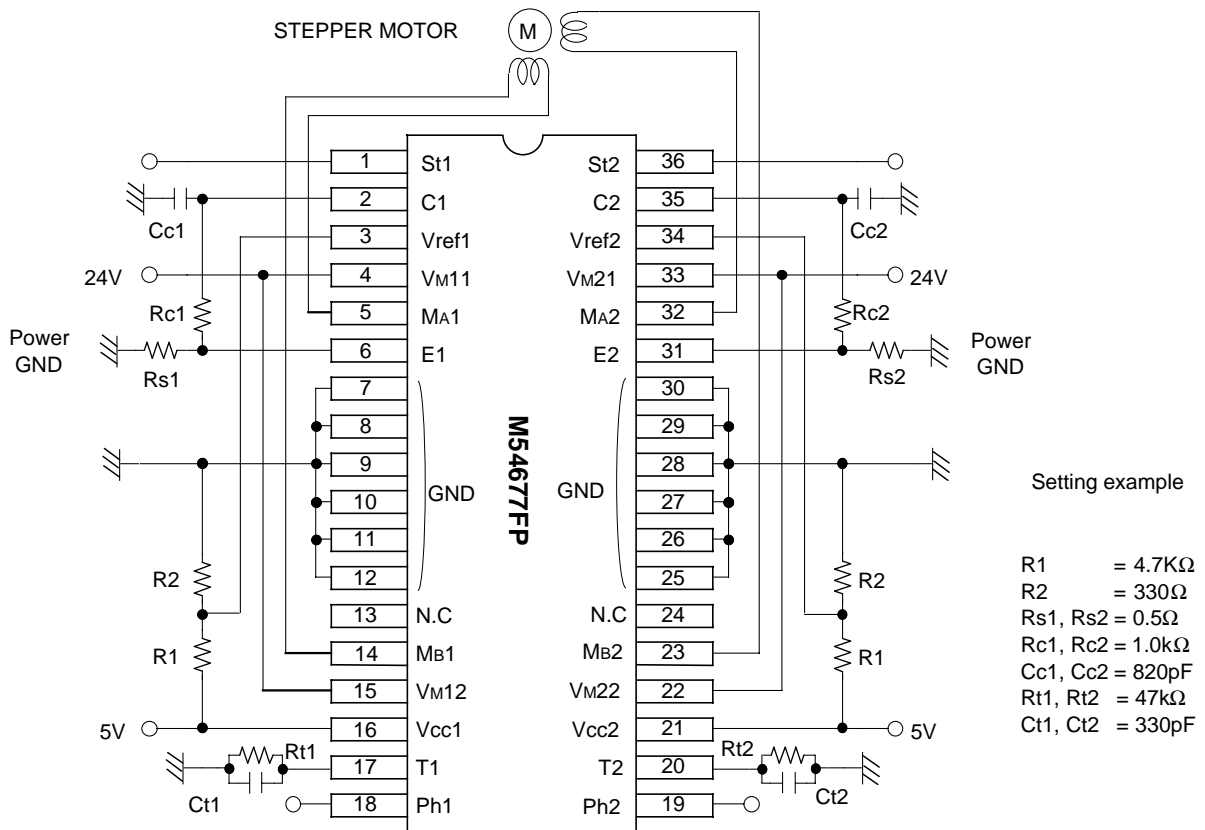 STEPPER MOTOR
M
1 St1
2 C1
3 Vref1
4 VM11
5 MA1
6 E1
7
8
9
10
11
12
GND
13 N.C
14 MB1
15 VM12
16 Vcc1
17 T1
18 Ph1
St2 36
C2 35
Vref2 34
VM21 33
MA2 32
E2 31
30
29
28
27
26
25
GND
N.C 24
MB2 23
VM22 22
Vcc2 21
T2 20
Ph2 19
M54677FP
Cc1
24V
Rc1
Power
GND
Rs1
R2
R1
5V
Rt1
Ct1
Cc2
24V
Rc2
Power
GND
Rs2
R2
R1
5V
Rt2
Ct2
Setting example
R1 = 4.7KΩ
R2 = 330Ω
Rs1, Rs2 = 0.5Ω
Rc1, Rc2 = 1.0kΩ
Cc1, Cc2 = 820pF
Rt1, Rt2 = 47kΩ
Ct1, Ct2 = 330pF